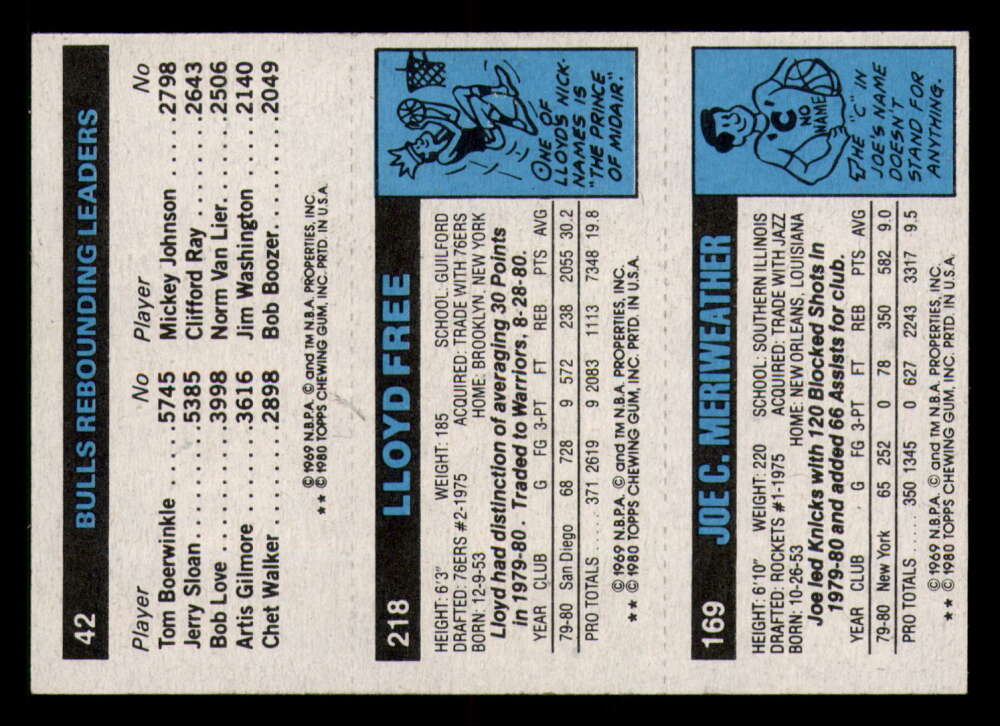 42 BULLS REBOUNDING LEADERS
Player No Player No
Tom Boerwinkle .....5745 Mickey Johnson .....2798
Jerry Sloan...........5385 Clifford Ray .........2643
Bob Love.............3998 Norm Van Lier........2506
Artis Gilmore.........3616 Jim Washington ......2140
Chet Walker..........2898 Bob Boozer...........2049
© 1969 N.B.P.A. © and TM N.B.A. PROPERTIES, INC.
★★ © 1980 TOPPS CHEWING GUM, INC. PRTD. IN U.S.A.
218 LLOYD FREE
HEIGHT: 6'3" WEIGHT: 185 SCHOOL: GUILFORD
DRAFTED: 76ERS #2-1975 ACQUIRED: TRADE WITH 76ERS
BORN: 12-9-53 HOME: BROOKLYN, NEW YORK
Lloyd had distinction of averaging 30 Points
in 1979-80. Traded to Warriors, 8-28-80.
YEAR CLUB G FG 3-PT FT REB PTS AVG
79-80 San Diego 68 728 9 572 238 2055 30.2
PRO TOTALS .... 371 2619 9 2083 1113 7348 19.8
★★ © 1969 N.B.P.A. © and TM N.B.A. PROPERTIES, INC.
© 1980 TOPPS CHEWING GUM, INC. PRTD. IN U.S.A.
ONE OF
LLOYD'S NICK-
NAMES IS
"THE PRINCE
OF MIDAIR".
169 JOE C. MERIWEATHER
HEIGHT: 6'10" WEIGHT: 220 SCHOOL: SOUTHERN ILLINOIS
DRAFTED: ROCKETS #1-1975 ACQUIRED: TRADE WITH JAZZ
BORN: 10-26-53 HOME: NEW ORLEANS, LOUISIANA
Joe led Knicks with 120 Blocked Shots in
1979-80 and added 66 Assists for club.
YEAR CLUB G FG 3-PT FT REB PTS AVG
79-80 New York 65 252 0 78 350 582 9.0
PRO TOTALS .... 350 1345 0 627 2243 3317 9.5
© 1969 N.B.P.A. © and TM N.B.A. PROPERTIES, INC.
★★ © 1980 TOPPS CHEWING GUM, INC. PRTD. IN U.S.A.
"C"
NO
NAME
THE "C" IN
JOE'S NAME
DOESN'T
STAND FOR
ANYTHING.